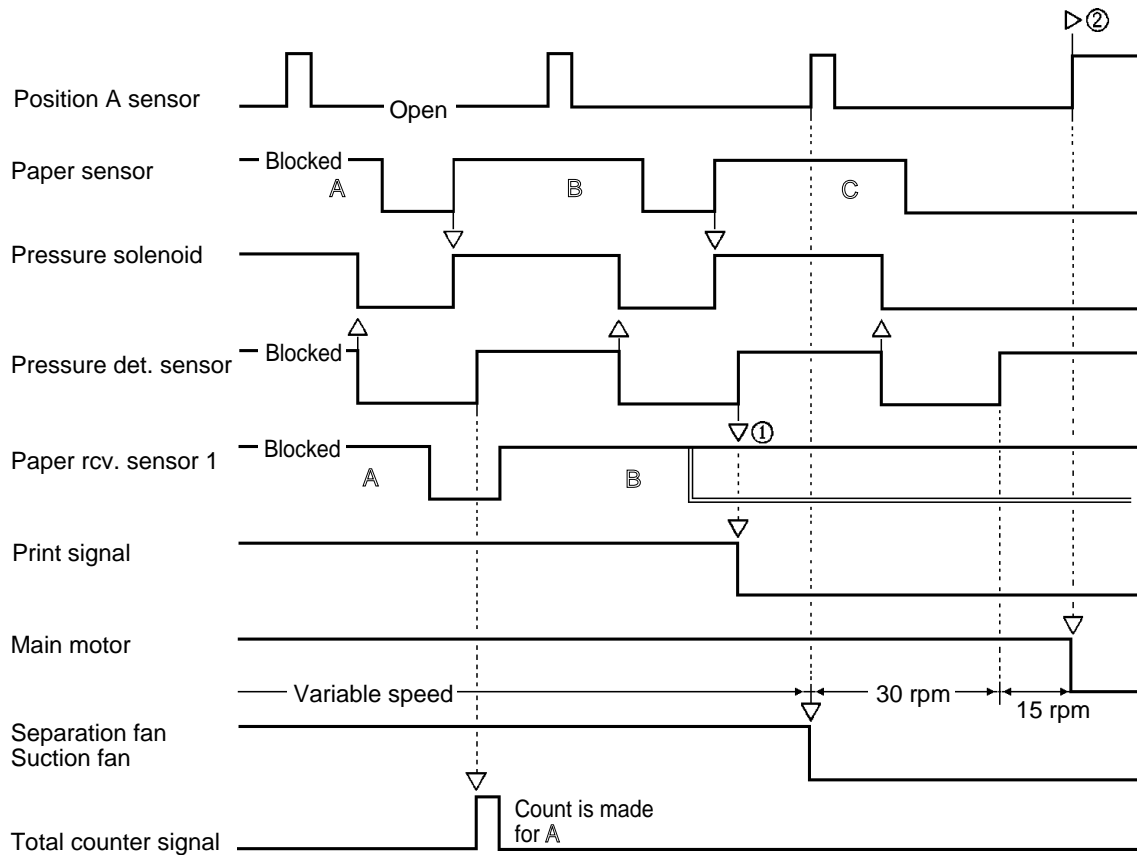 ②
Position A sensor
Open
Paper sensor
Blocked
A
B
C
Pressure solenoid
Pressure det. sensor
Blocked
①
Paper rcv. sensor 1
Blocked
A
B
Print signal
Main motor
Variable speed
30 rpm
15 rpm
Separation fan
Suction fan
Total counter signal
Count is made
for A